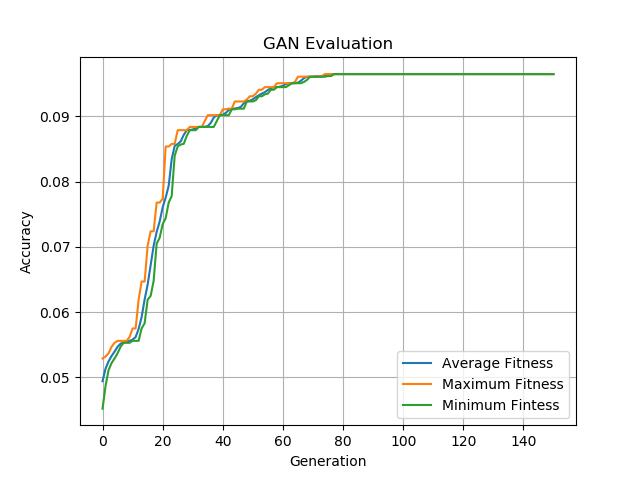 GAN Evaluation
Accuracy
0.09
0.08
0.07
0.06
0.05
0 20 40 60 80 100 120 140
Generation
Average Fitness
Maximum Fitness
Minimum Fintess